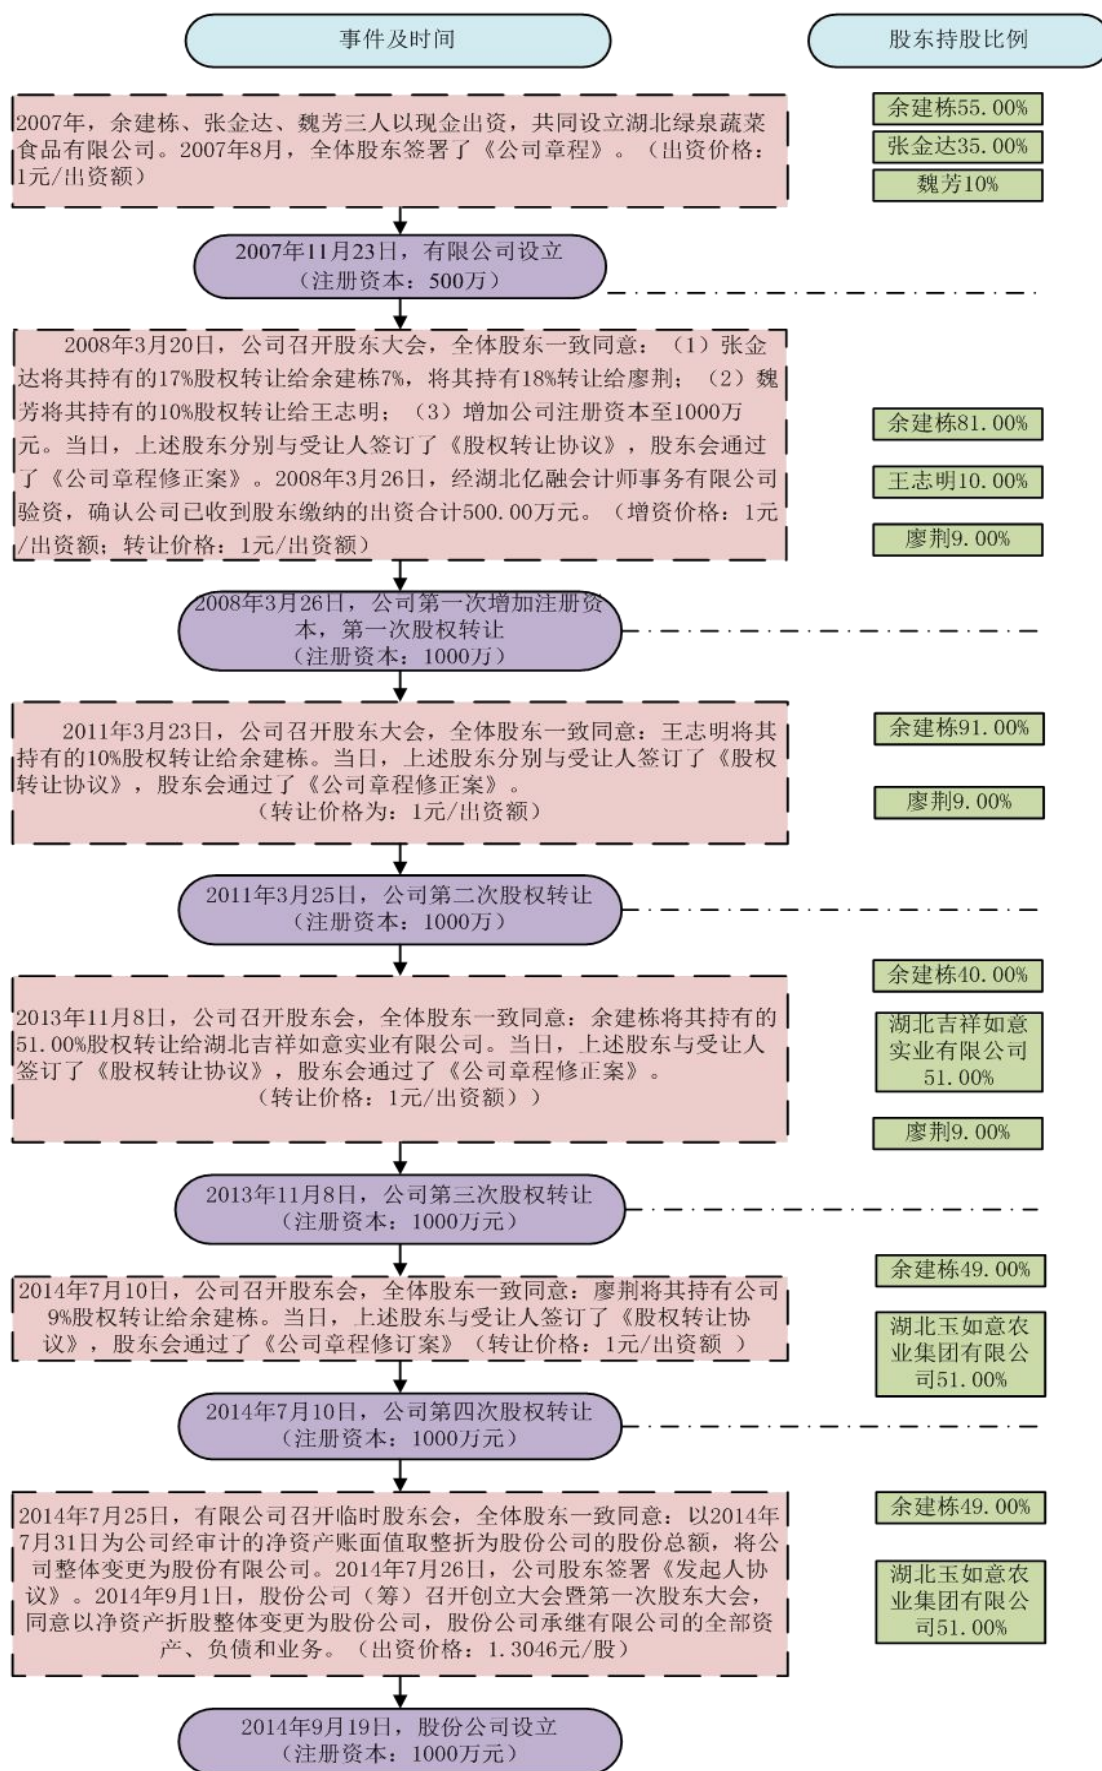 事件及时间
股东持股比例
2007年，余建栋、张金达、魏芳三人以现金出资，共同设立湖北绿泉蔬菜
食品有限公司。2007年8月，全体股东签署了《公司章程》。（出资价格：
1元/出资额）
余建栋55.00%
张金达35.00%
魏芳10%
2007年11月23日，有限公司设立
（注册资本：500万）
2008年3月20日，公司召开股东大会，全体股东一致同意：（1）张金
达将其持有的17%股权转让给余建栋7%，将其持有18%转让给廖荆；（2）魏
芳将其持有的10%股权转让给王志明；（3）增加公司注册资本至1000万
元。当日，上述股东分别与受让人签订了《股权转让协议》，股东会通过
了《公司章程修正案》。2008年3月26日，经湖北亿融会计师事务有限公司
验资，确认公司已收到股东缴纳的出资合计500.00万元。（增资价格：1元
/出资额；转让价格：1元/出资额）
余建栋81.00%
王志明10.00%
廖荆9.00%
2008年3月26日，公司第一次增加注册资
本，第一次股权转让
（注册资本：1000万）
2011年3月23日，公司召开股东大会，全体股东一致同意：王志明将其
持有的10%股权转让给余建栋。当日，上述股东分别与受让人签订了《股权
转让协议》，股东会通过了《公司章程修正案》。
（转让价格为：1元/出资额）
余建栋91.00%
廖荆9.00%
2011年3月25日，公司第二次股权转让
（注册资本：1000万）
2013年11月8日，公司召开股东会，全体股东一致同意：余建栋将其持有的
51.00%股权转让给湖北吉祥如意实业有限公司。当日，上述股东与受让人
签订了《股权转让协议》，股东会通过了《公司章程修正案》。
（转让价格：1元/出资额））
余建栋40.00%
湖北吉祥如意
实业有限公司
51.00%
廖荆9.00%
2013年11月8日，公司第三次股权转让
（注册资本：1000万元）
2014年7月10日，公司召开股东会，全体股东一致同意：廖荆将其持有公司
9%股权转让给余建栋。当日，上述股东与受让人签订了《股权转让协
议》，股东会通过了《公司章程修订案》（转让价格：1元/出资额 ）
余建栋49.00%
湖北玉如意农
业集团有限公
司51.00%
2014年7月10日，公司第四次股权转让
（注册资本：1000万元）
2014年7月25日，有限公司召开临时股东会，全体股东一致同意：以2014年
7月31日为公司经审计的净资产账面值取整折为股份公司的股份总额，将公
司整体变更为股份有限公司。2014年7月26日，公司股东签署《发起人协
议》。2014年9月1日，股份公司（筹）召开创立大会暨第一次股东大会，
同意以净资产折股整体变更为股份公司，股份公司承继有限公司的全部资
产、负债和业务。（出资价格：1.3046元/股）
余建栋49.00%
湖北玉如意农
业集团有限公
司51.00%
2014年9月19日，股份公司设立
（注册资本：1000万元）